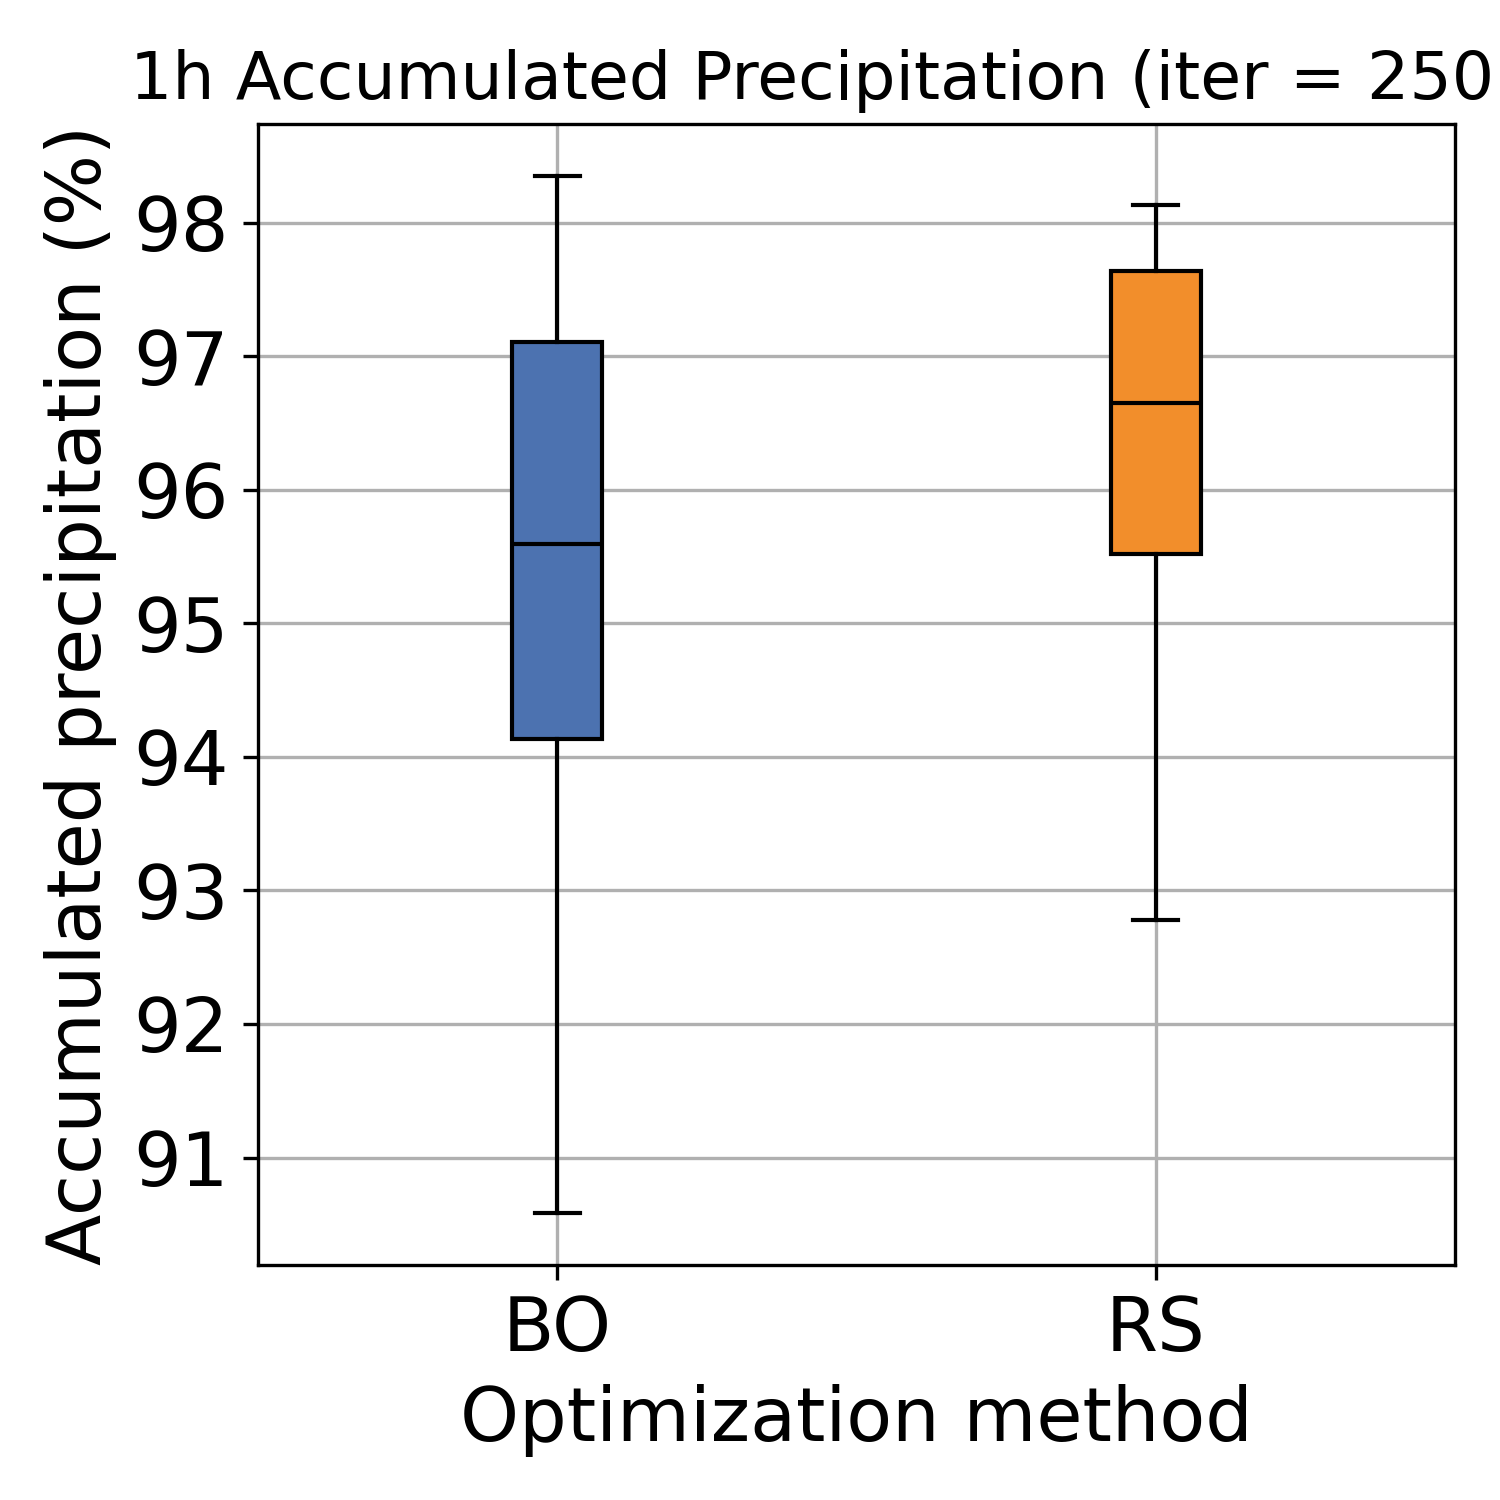 1h Accumulated Precipitation (iter = 250
Accumulated precipitation (%)
98
97
96
95
94
93
92
91
BO RS
Optimization method